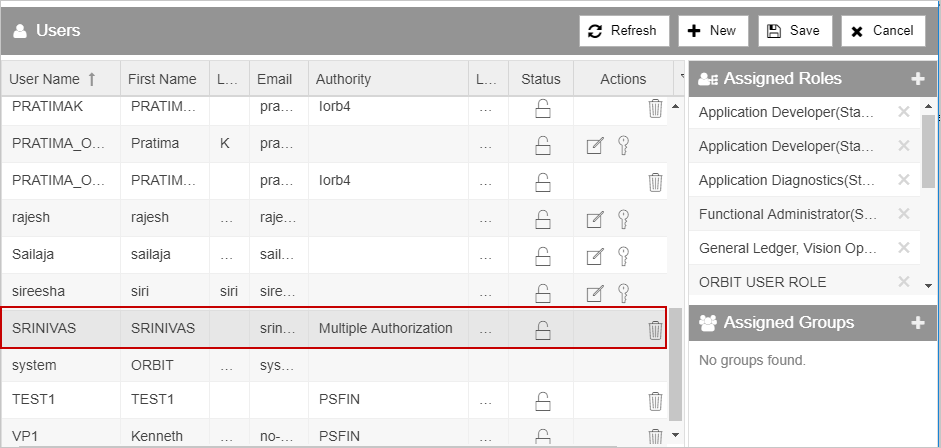 Users Refresh New Save Cancel
User Name First Name L... Email Authority L... Status Actions
PRATIMAK PRATIM... pra... Iorb4
PRATIMA_O... Pratima K pra...
PRATIMA_O... PRATIM... pra... Iorb4
rajesh rajesh ... raje...
Sailaja sailaja ... sail...
sireesha siri siri sire...
SRINIVAS SRINIVAS srin... Multiple Authorization ...
system ORBIT ... sys...
TEST1 TEST1 PSFIN ...
VP1 Kenneth no-... PSFIN ...
Assigned Roles
Application Developer(Sta...
Application Developer(Sta...
Application Diagnostics(St...
Functional Administrator(S...
General Ledger, Vision Op...
ORBIT USER ROLE
Assigned Groups
No groups found.